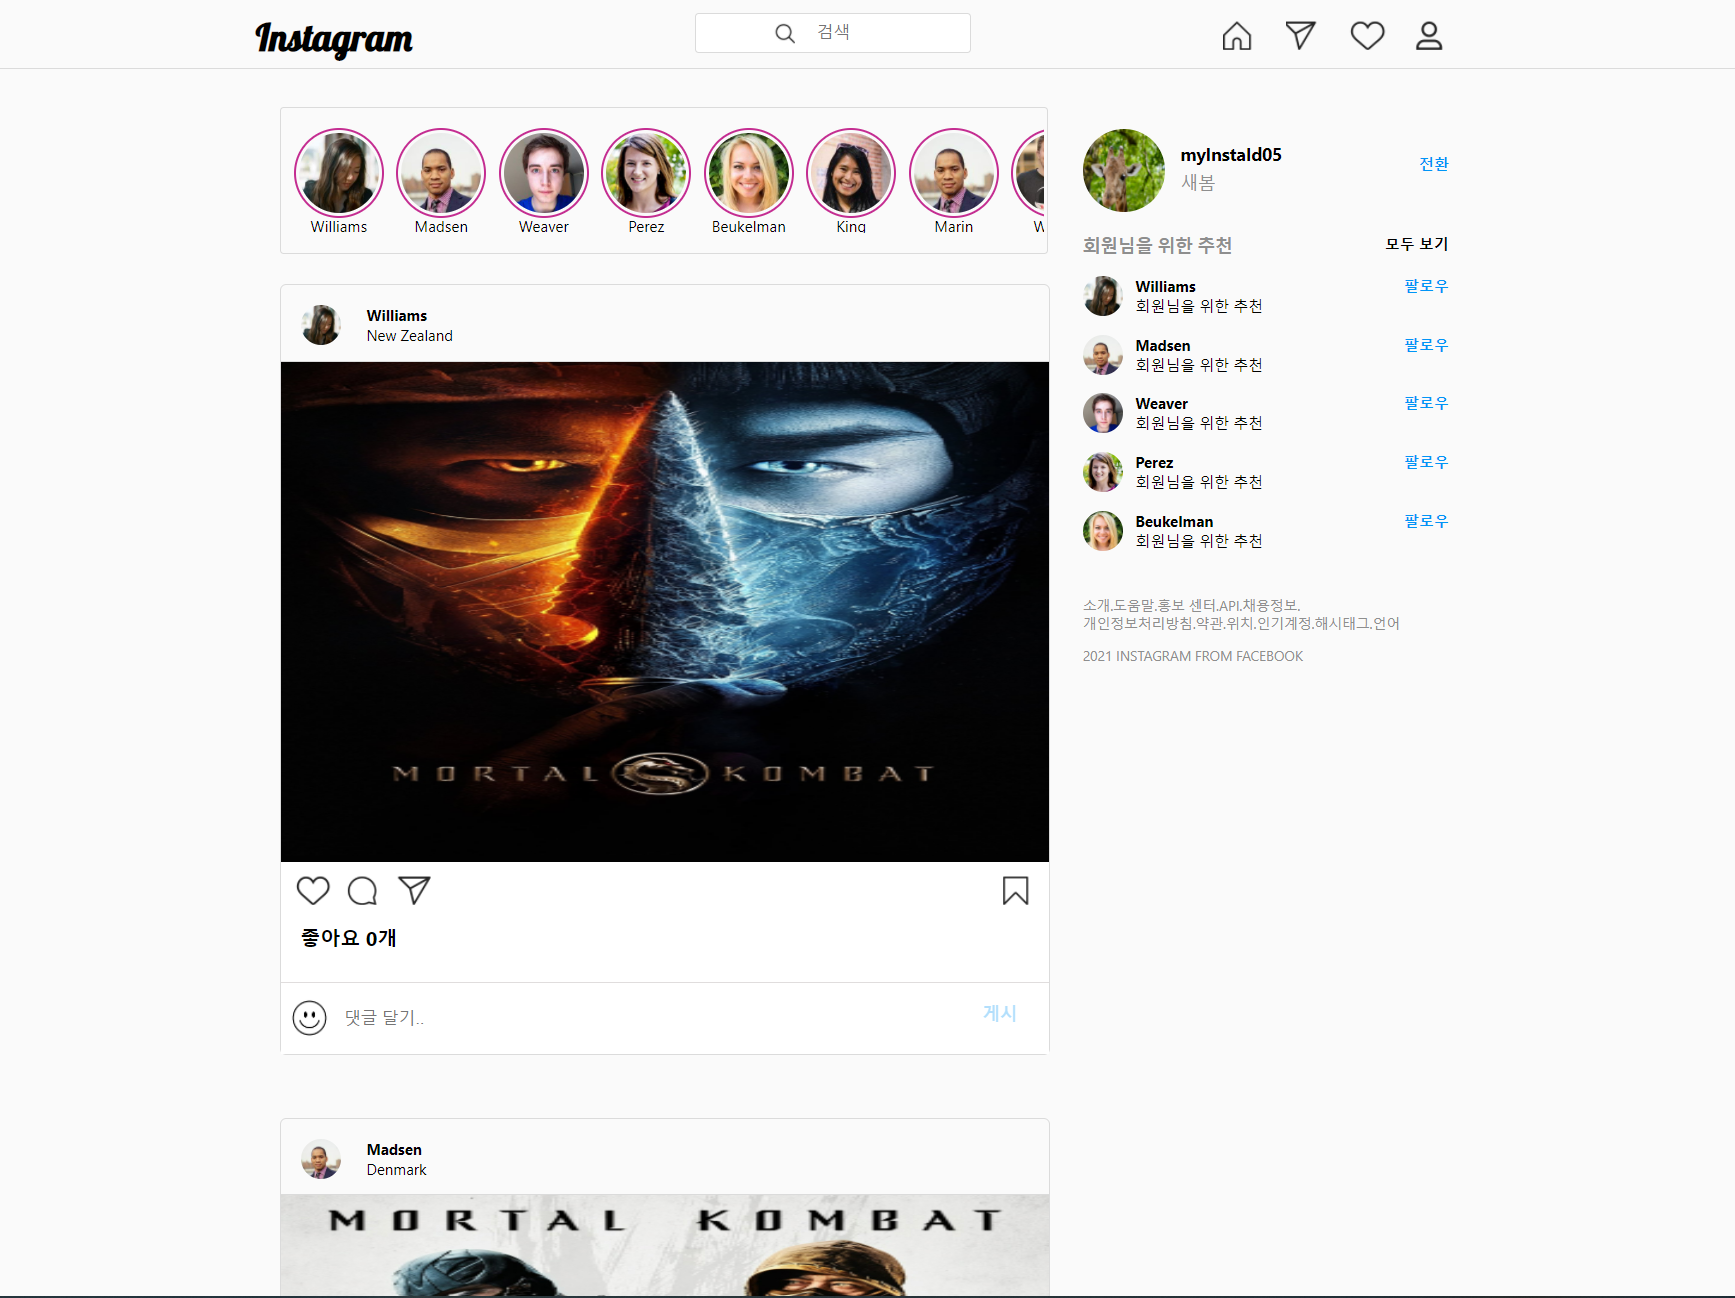 Instagram
검색
Williams
Madsen
Weaver
Perez
Beukelman
King
Marin
W
myInstaId05
새봄
전환
회원님을 위한 추천
모두 보기
Williams
회원님을 위한 추천
팔로우
Madsen
회원님을 위한 추천
팔로우
Weaver
회원님을 위한 추천
팔로우
Perez
회원님을 위한 추천
팔로우
Beukelman
회원님을 위한 추천
팔로우
소개.도움말.홍보 센터.API.채용정보.
개인정보처리방침.약관.위치.인기계정.해시태그.언어
2021 INSTAGRAM FROM FACEBOOK
Williams
New Zealand
MORTAL KOMBAT
좋아요 0개
댓글 달기..
게시
Madsen
Denmark
MORTAL KOMBAT